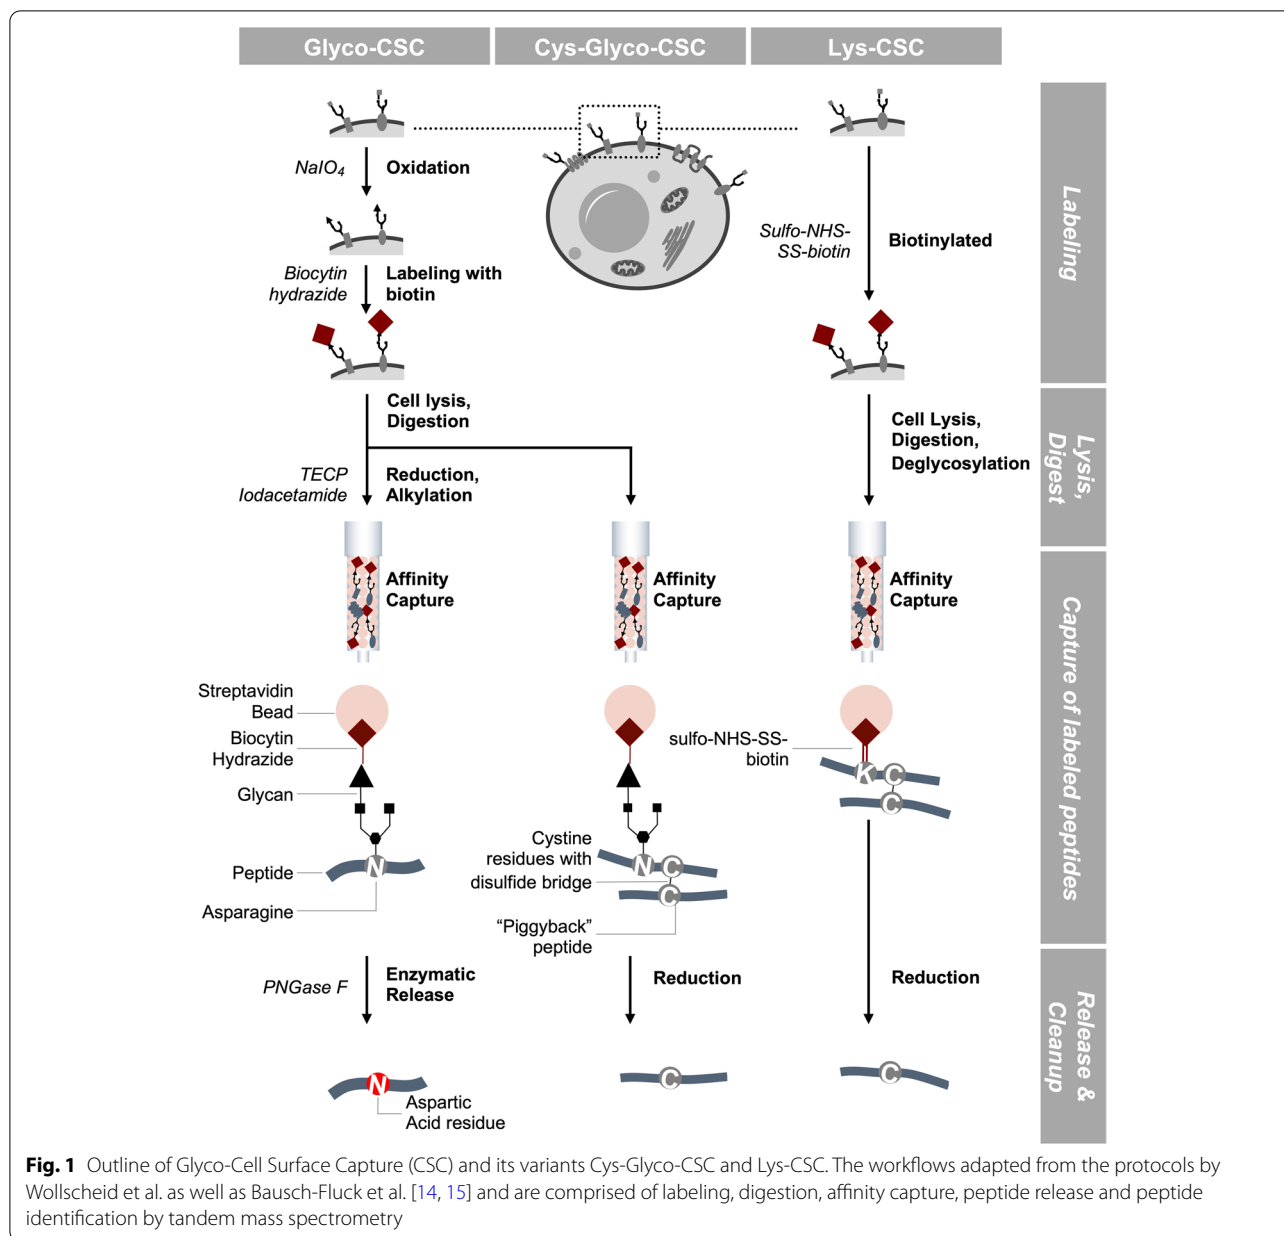 Glyco-CSC
Cys-Glyco-CSC
Lys-CSC
NaIO4
Oxidation
Biocytin
hydrazide
Labeling with
biotin
Sulfo-NHS-
SS-biotin
Biotinylated
Labeling
Cell lysis,
Digestion
TECP
Iodacetamide
Reduction,
Alkylation
Cell Lysis,
Digestion,
Deglycosylation
Lysis,
Digest
Affinity
Capture
Affinity
Capture
Affinity
Capture
Streptavidin
Bead
Biocytin
Hydrazide
Glycan
Peptide
N
Asparagine
Cystine
residues with
disulfide bridge
N
C
C
"Piggyback"
peptide
sulfo-NHS-SS-
biotin
K
C
C
Capture of labeled peptides
PNGase F
Enzymatic
Release
Reduction
Reduction
N
Aspartic
Acid residue
C
C
Release &
Cleanup
Fig. 1 Outline of Glyco-Cell Surface Capture (CSC) and its variants Cys-Glyco-CSC and Lys-CSC. The workflows adapted from the protocols by
Wollscheid et al. as well as Bausch-Fluck et al. [14, 15] and are comprised of labeling, digestion, affinity capture, peptide release and peptide
identification by tandem mass spectrometry